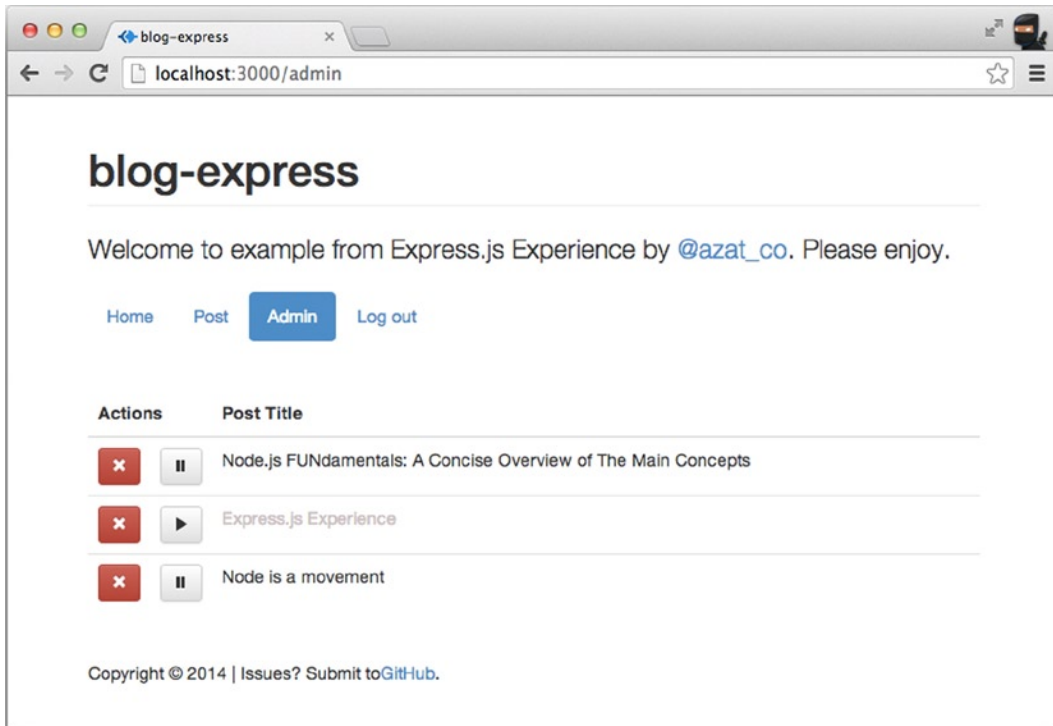 blog-express
localhost:3000/admin
blog-express
Welcome to example from Express.js Experience by @azat_co. Please enjoy.
Home Post Admin Log out
Actions Post Title
Node.js FUNdamentals: A Concise Overview of The Main Concepts
Express.js Experience
Node is a movement
Copyright © 2014 | Issues? Submit toGitHub.